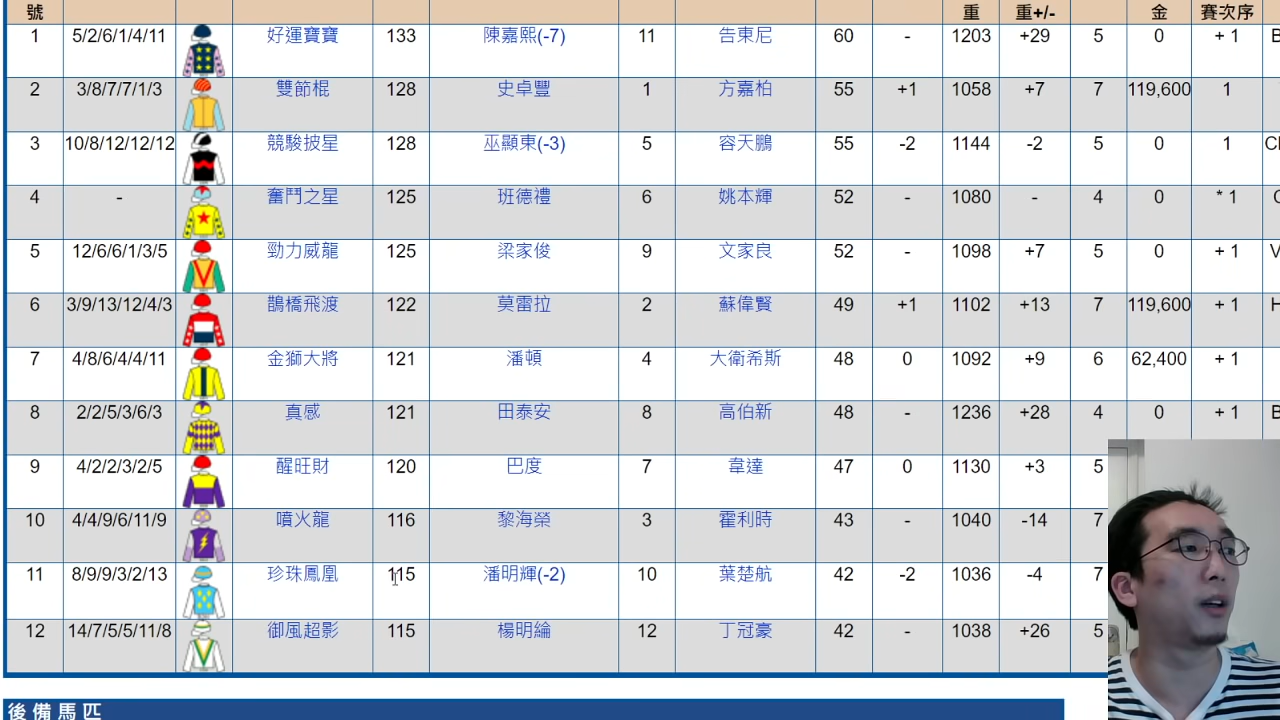 號 重 重+/- 金 賽次序
1 5/2/6/1/4/11 好運寶寶 133 陳嘉熙(-7) 11 告東尼 60 - 1203 +29 5 0 + 1 B
2 3/8/7/7/1/3 雙節棍 128 史卓豐 1 方嘉柏 55 +1 1058 +7 7 119,600 1
3 10/8/12/12/12 競駿披星 128 巫顯東(-3) 5 容天鵬 55 -2 1144 -2 5 0 1
4 - 奮鬥之星 125 班德禮 6 姚本輝 52 - 1080 - 4 0 * 1
5 12/6/6/1/3/5 勁力威龍 125 梁家俊 9 文家良 52 - 1098 +7 5 0 + 1 V
6 3/9/13/12/4/3 鵲橋飛渡 122 莫雷拉 2 蘇偉賢 49 +1 1102 +13 7 119,600 + 1 H
7 4/8/6/4/4/11 金獅大將 121 潘頓 4 大衛希斯 48 0 1092 +9 6 62,400 + 1
8 2/2/5/3/6/3 真感 121 田泰安 8 高伯新 48 - 1236 +28 4 0 + 1 B
9 4/2/2/3/2/5 醒旺財 120 巴度 7 韋達 47 0 1130 +3 5
10 4/4/9/6/11/9 噴火龍 116 黎海榮 3 霍利時 43 - 1040 -14 7
11 8/9/9/3/2/13 珍珠鳳凰 115 潘明輝(-2) 10 葉楚航 42 -2 1036 -4 7
12 14/7/5/5/11/8 御風超影 115 楊明綸 12 丁冠豪 42 - 1038 +26 5
後備馬匹